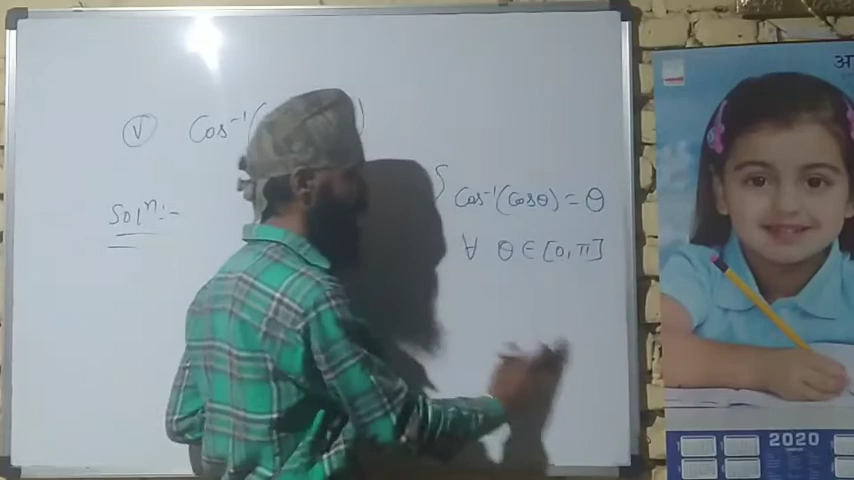 ⓥ Cos⁻¹(
Solⁿ:-
Cos⁻¹(Cosθ) = θ
∀ θ ∈ [0, π]
2020